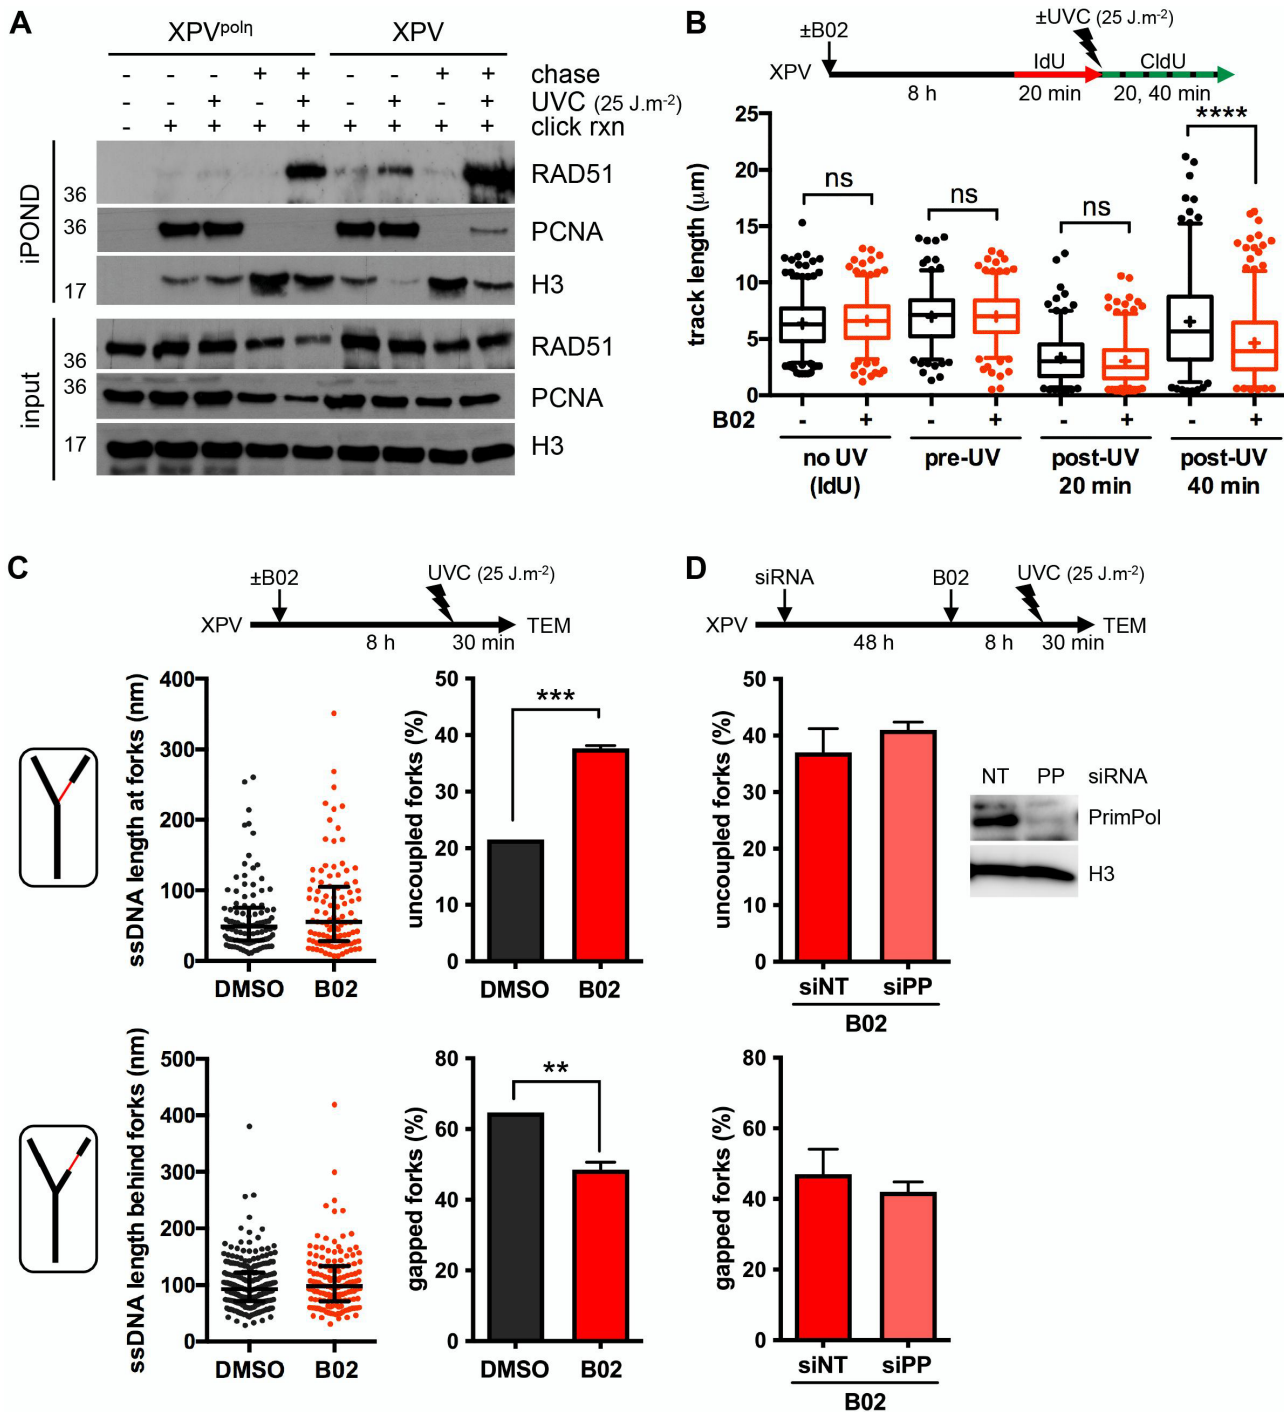 A
XPVpolη XPV
- - - + + - - + + chase
- - + - + - + - + UVC (25 J.m-2)
- + + + + + + + + click rxn
iPOND
36 RAD51
36 PCNA
17 H3
input
36 RAD51
36 PCNA
17 H3
B
±UVC (25 J.m-2)
±B02
IdU CldU
XPV
8 h 20 min 20, 40 min
track length (µm)
25
20
15
10
5
0
ns ns ns ****
B02 - + - + - + - +
no UV (IdU)
pre-UV
post-UV 20 min
post-UV 40 min
C
±B02 UVC (25 J.m-2)
XPV TEM
8 h 30 min
ssDNA length at forks (nm)
400
300
200
100
0
DMSO B02
uncoupled forks (%)
50
40
30
20
10
0
***
DMSO B02
ssDNA length behind forks (nm)
500
400
300
200
100
0
DMSO B02
gapped forks (%)
80
60
40
20
0
**
DMSO B02
D
siRNA B02 UVC (25 J.m-2)
XPV TEM
48 h 8 h 30 min
uncoupled forks (%)
50
40
30
20
10
0
siNT siPP
B02
NT PP siRNA
PrimPol
H3
gapped forks (%)
80
60
40
20
0
siNT siPP
B02